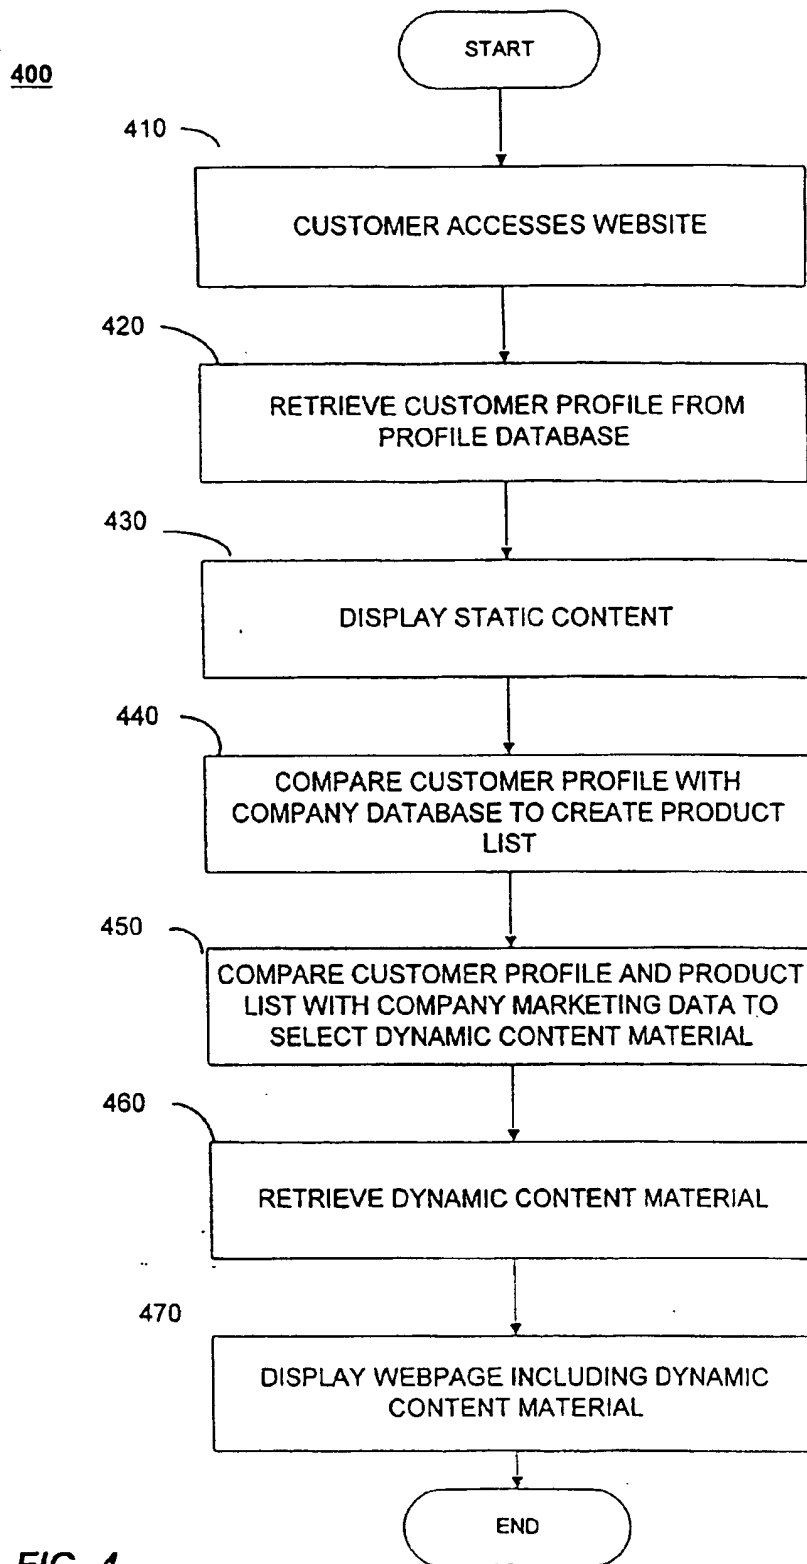 START
400
410
CUSTOMER ACCESSES WEBSITE
420
RETRIEVE CUSTOMER PROFILE FROM
PROFILE DATABASE
430
DISPLAY STATIC CONTENT
440
COMPARE CUSTOMER PROFILE WITH
COMPANY DATABASE TO CREATE PRODUCT
LIST
450
COMPARE CUSTOMER PROFILE AND PRODUCT
LIST WITH COMPANY MARKETING DATA TO
SELECT DYNAMIC CONTENT MATERIAL
460
RETRIEVE DYNAMIC CONTENT MATERIAL
470
DISPLAY WEBPAGE INCLUDING DYNAMIC
CONTENT MATERIAL
END
FIG. 4